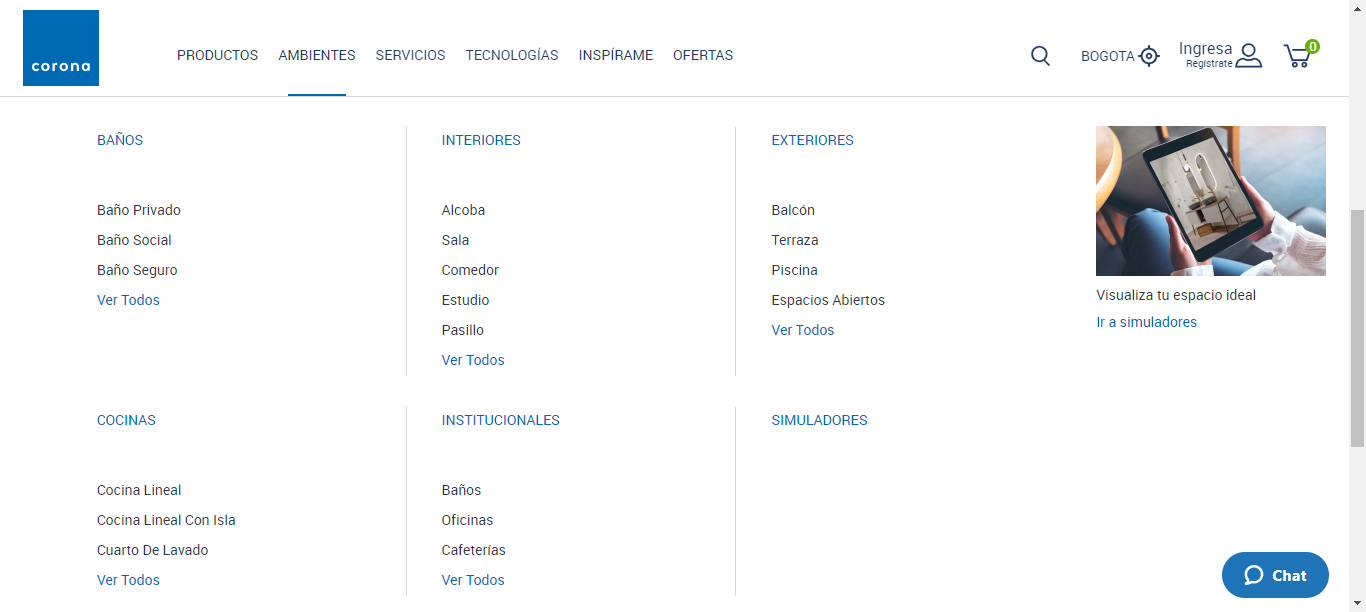 corona
PRODUCTOS AMBIENTES SERVICIOS TECNOLOGÍAS INSPÍRAME OFERTAS
BOGOTA
Ingresa
Regístrate
0
BAÑOS
Baño Privado
Baño Social
Baño Seguro
Ver Todos
INTERIORES
Alcoba
Sala
Comedor
Estudio
Pasillo
Ver Todos
EXTERIORES
Balcón
Terraza
Piscina
Espacios Abiertos
Ver Todos
Visualiza tu espacio ideal
Ir a simuladores
COCINAS
Cocina Lineal
Cocina Lineal Con Isla
Cuarto De Lavado
Ver Todos
INSTITUCIONALES
Baños
Oficinas
Cafeterías
Ver Todos
SIMULADORES
Chat